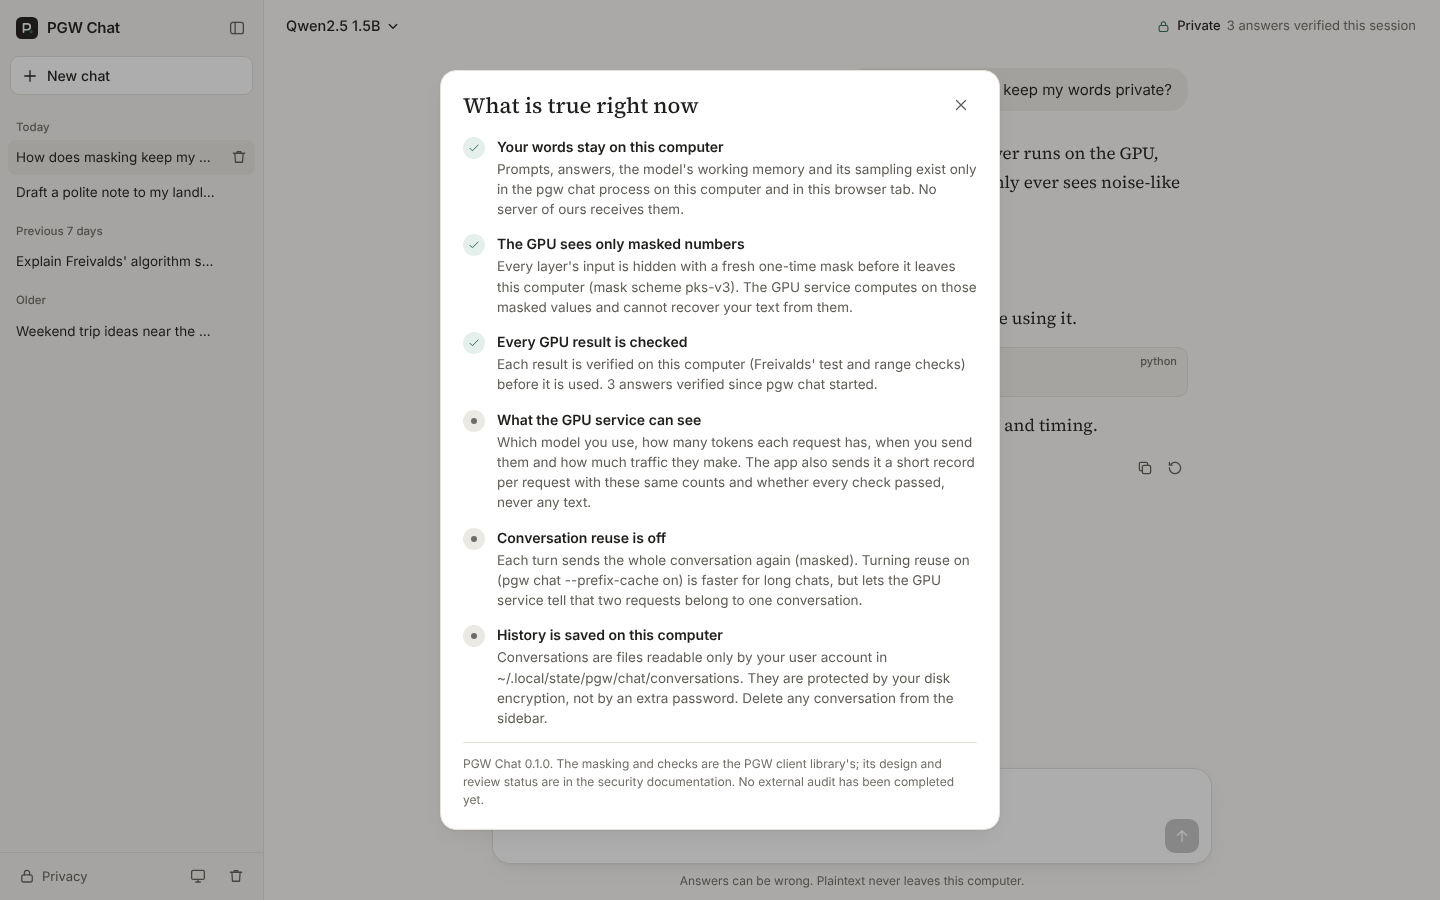 PGW Chat
New chat
Today
How does masking keep my ...
Draft a polite note to my landl...
Previous 7 days
Explain Freivalds' algorithm s...
Older
Weekend trip ideas near the ...
Privacy
Qwen2.5 1.5B
Private 3 answers verified this session
keep my words private?
runs on the GPU,
ever sees noise-like
using it.
python
and timing.
What is true right now
Your words stay on this computer
Prompts, answers, the model's working memory and its sampling exist only
in the pgw chat process on this computer and in this browser tab. No
server of ours receives them.
The GPU sees only masked numbers
Every layer's input is hidden with a fresh one-time mask before it leaves
this computer (mask scheme pks-v3). The GPU service computes on those
masked values and cannot recover your text from them.
Every GPU result is checked
Each result is verified on this computer (Freivalds' test and range checks)
before it is used. 3 answers verified since pgw chat started.
What the GPU service can see
Which model you use, how many tokens each request has, when you send
them and how much traffic they make. The app also sends it a short record
per request with these same counts and whether every check passed,
never any text.
Conversation reuse is off
Each turn sends the whole conversation again (masked). Turning reuse on
(pgw chat --prefix-cache on) is faster for long chats, but lets the GPU
service tell that two requests belong to one conversation.
History is saved on this computer
Conversations are files readable only by your user account in
~/.local/state/pgw/chat/conversations. They are protected by your disk
encryption, not by an extra password. Delete any conversation from the
sidebar.
PGW Chat 0.1.0. The masking and checks are the PGW client library's; its design and
review status are in the security documentation. No external audit has been completed
yet.
Answers can be wrong. Plaintext never leaves this computer.